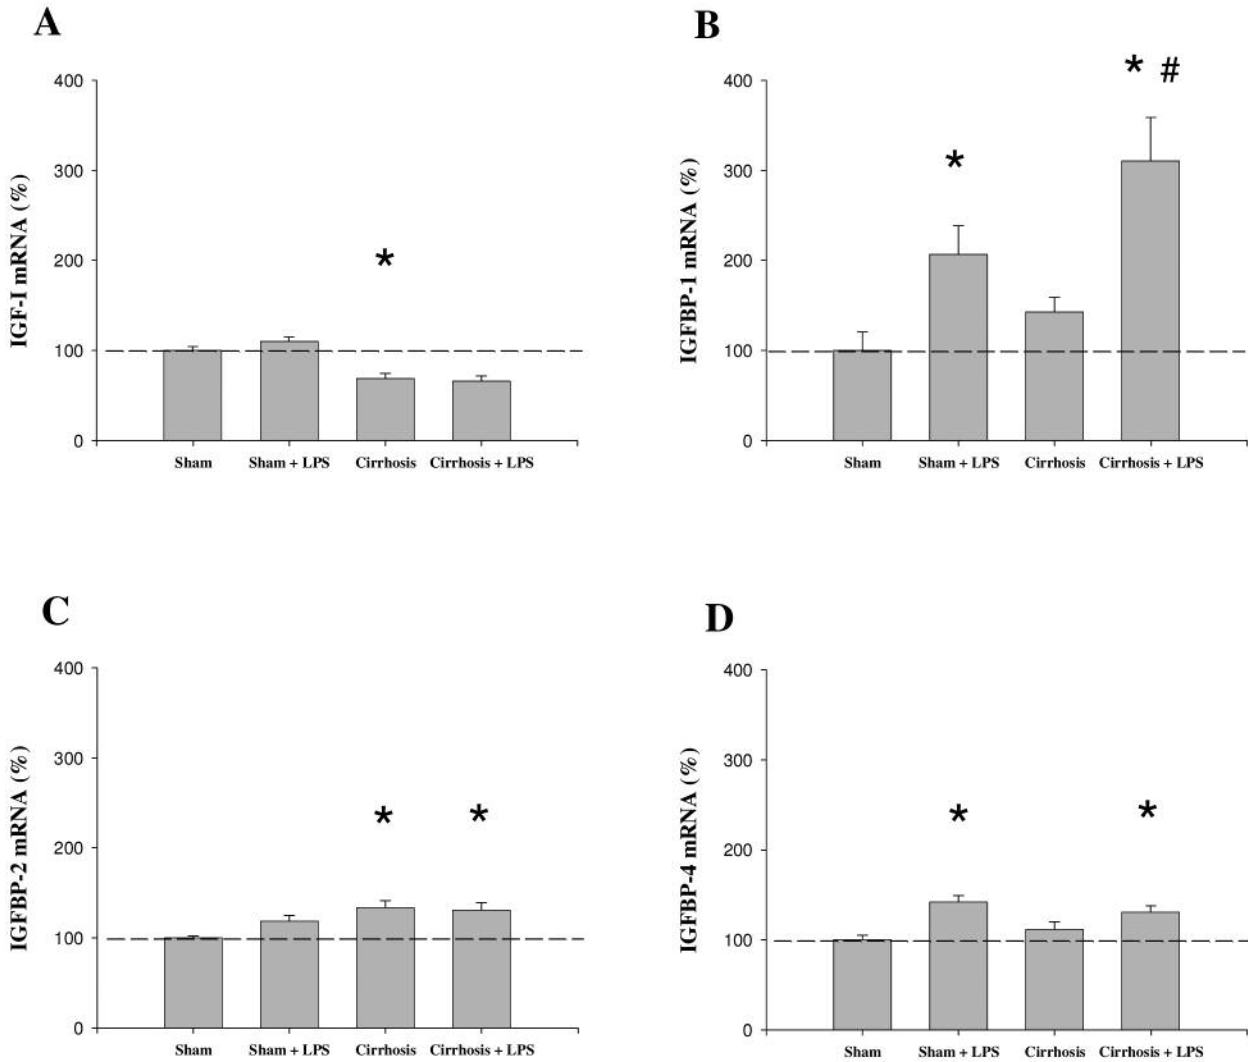 A
IGF-I mRNA (%)
400
300
200
100
0
*
Sham Sham + LPS Cirrhosis Cirrhosis + LPS
B
IGFBP-1 mRNA (%)
400
300
200
100
0
*
* #
Sham Sham + LPS Cirrhosis Cirrhosis + LPS
C
IGFBP-2 mRNA (%)
400
300
200
100
0
* *
Sham Sham + LPS Cirrhosis Cirrhosis + LPS
D
IGFBP-4 mRNA (%)
400
300
200
100
0
* *
Sham Sham + LPS Cirrhosis Cirrhosis + LPS